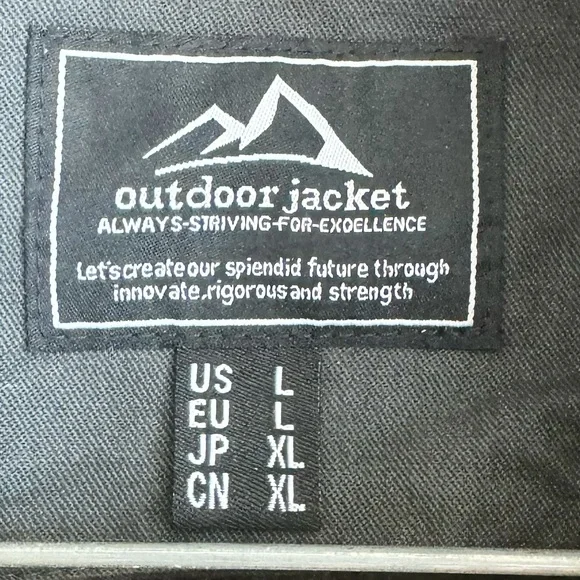 outdoor jacket
ALWAYS-STRIVING-FOR-EXOELLENCE
Let's create our splendid future through
innovate.rigorous and strength
US L
EU L
JP XL
CN XL